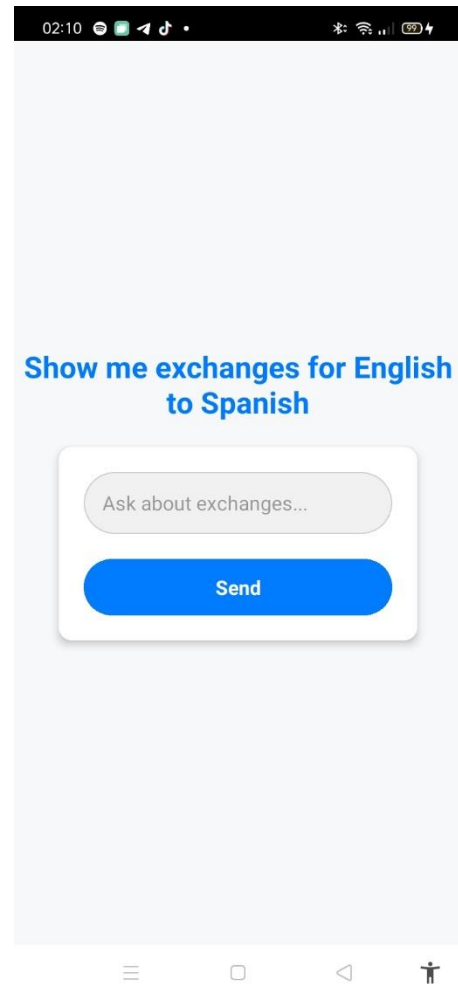 02:10
99
Show me exchanges for English
to Spanish
Ask about exchanges...
Send